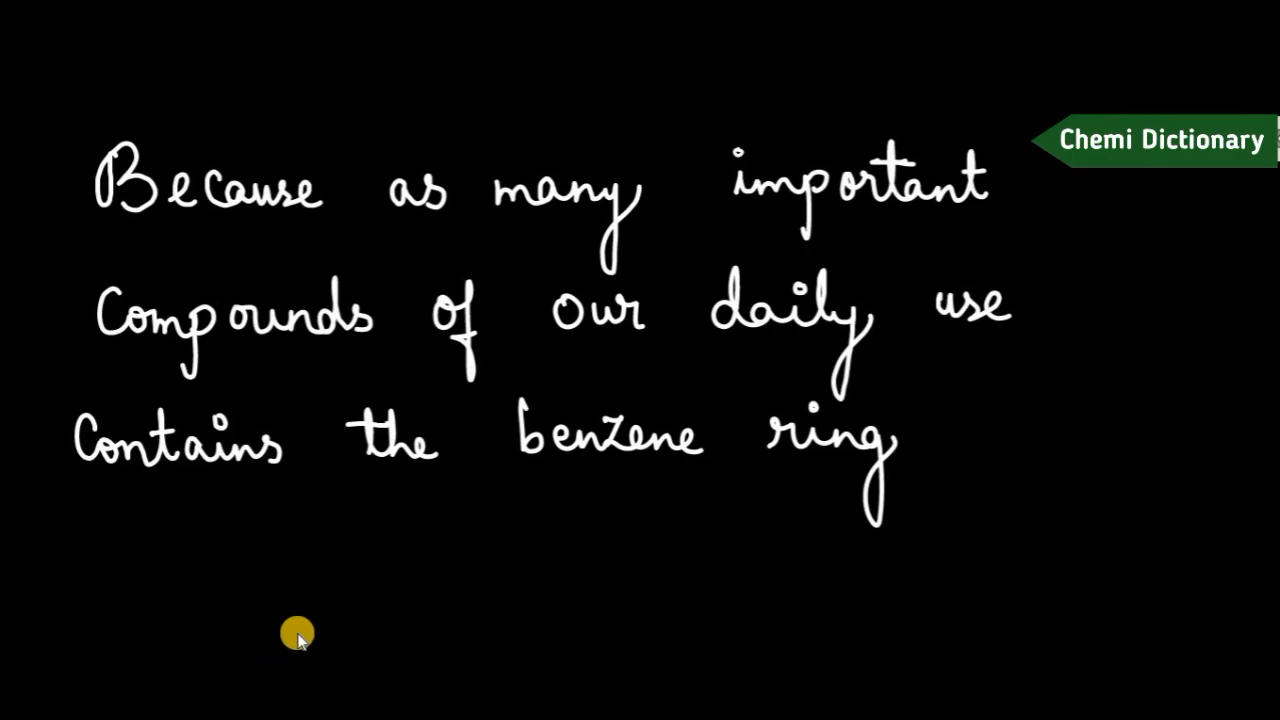 Chemi Dictionary
Because as many important
Compounds of our daily use
Contains the benzene ring